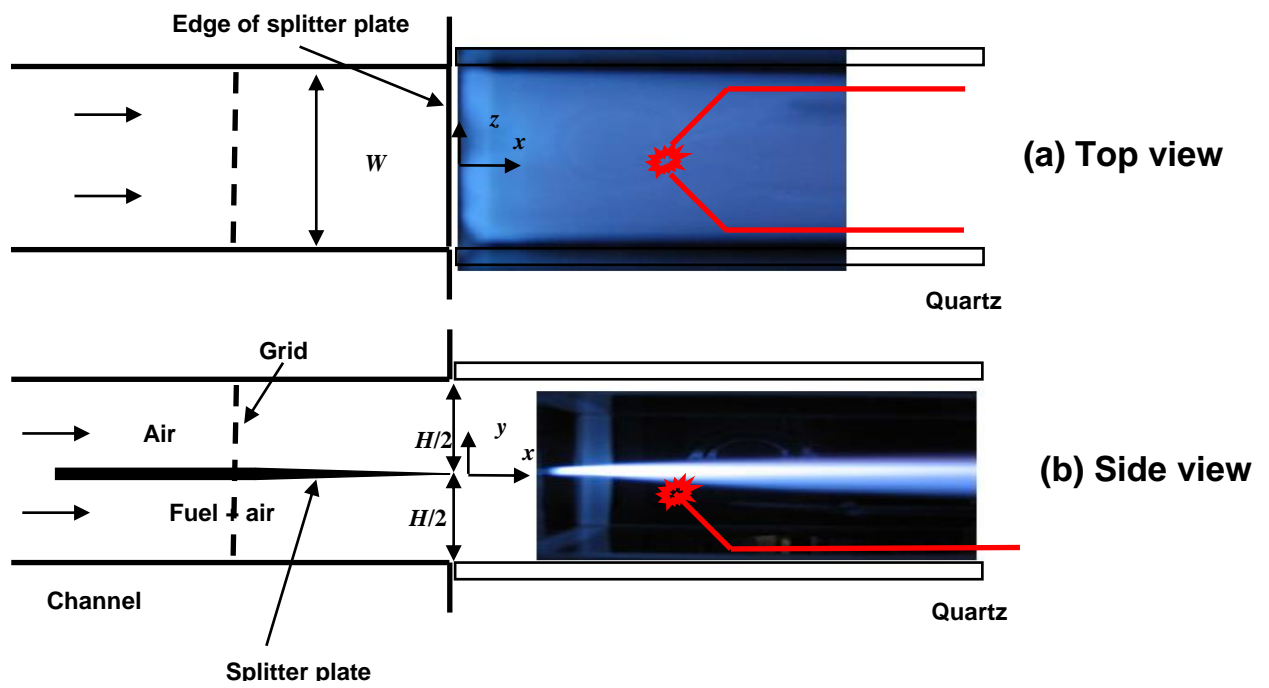 Edge of splitter plate
z
x
W
(a) Top view
Quartz
Grid
Air
H/2
y
x
(b) Side view
Fuel + air
H/2
Channel
Quartz
Splitter plate